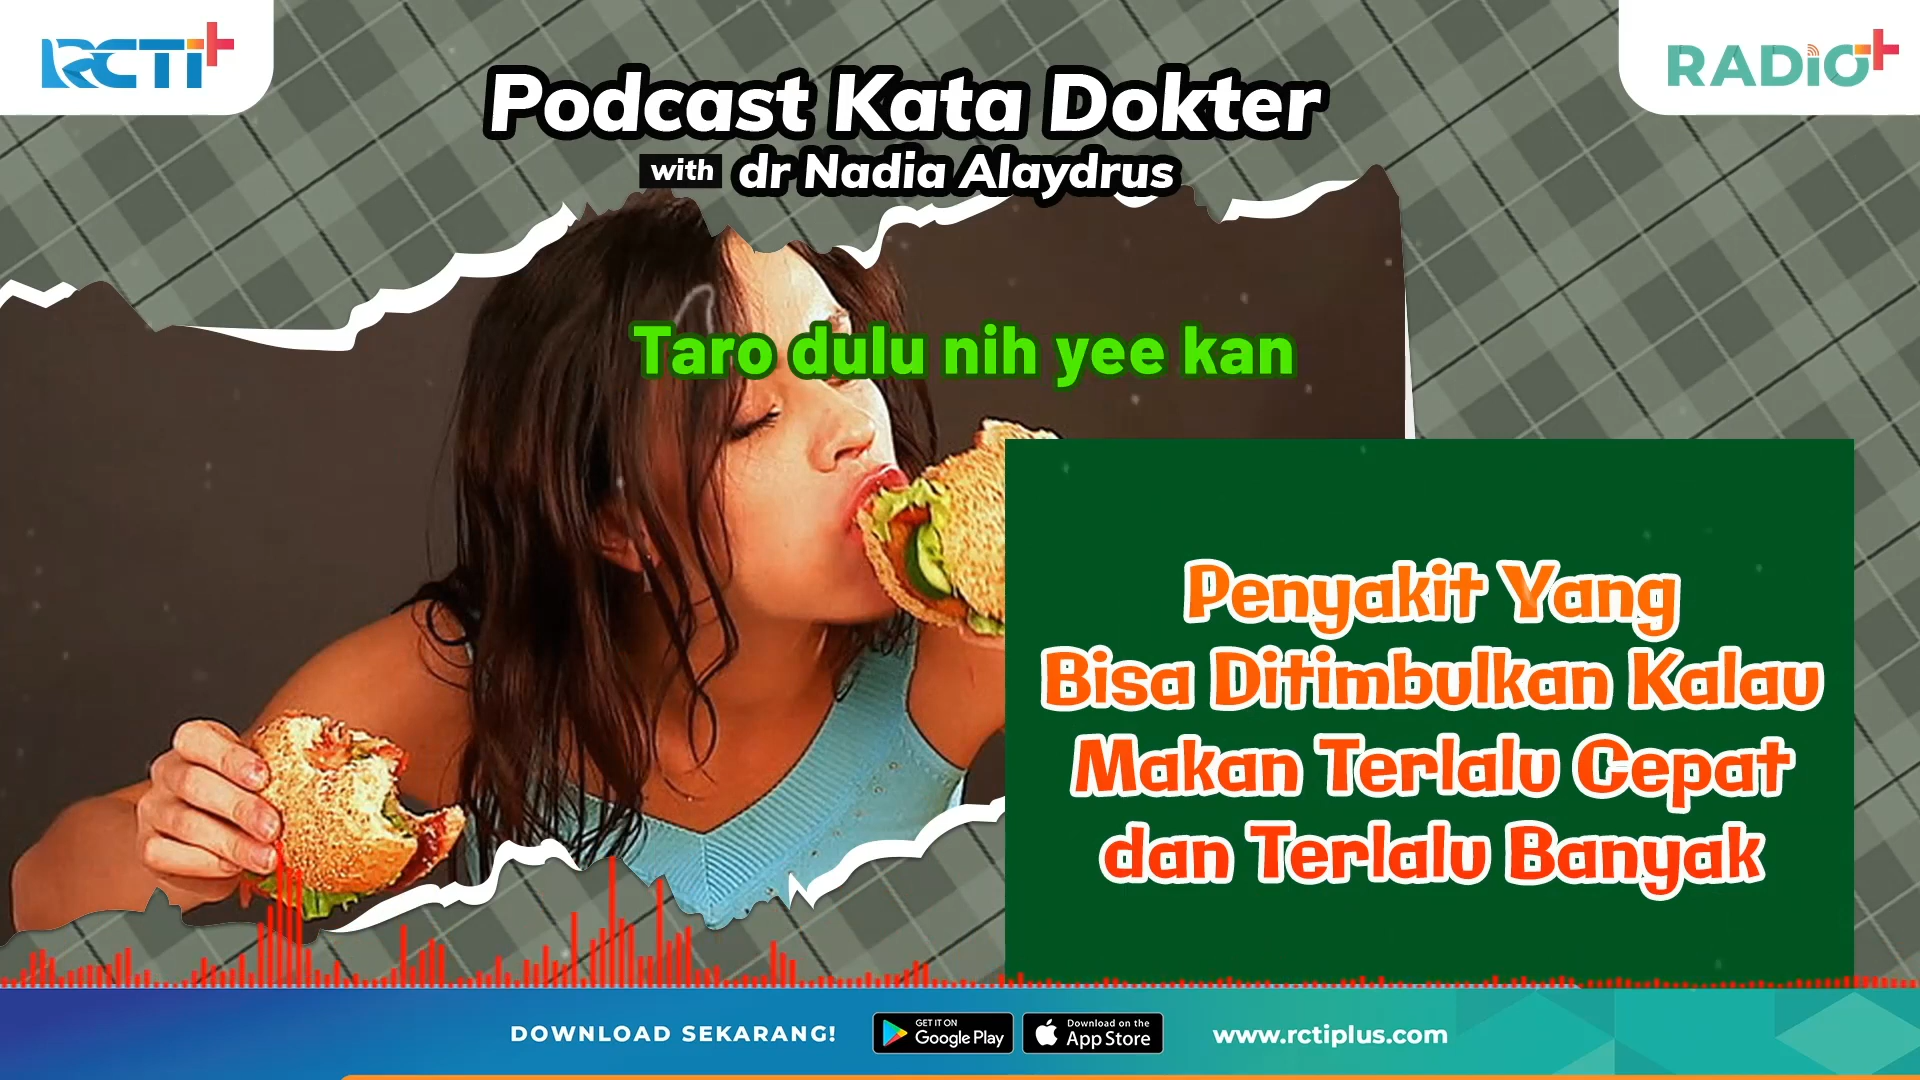 RCTI+
RADIO+
Podcast Kata Dokter
with dr Nadia Alaydrus
Taro dulu nih yee kan
Penyakit Yang
Bisa Ditimbulkan Kalau
Makan Terlalu Cepat
dan Terlalu Banyak
DOWNLOAD SEKARANG!
GET IT ON
Google Play
Download on the
App Store
www.rctiplus.com